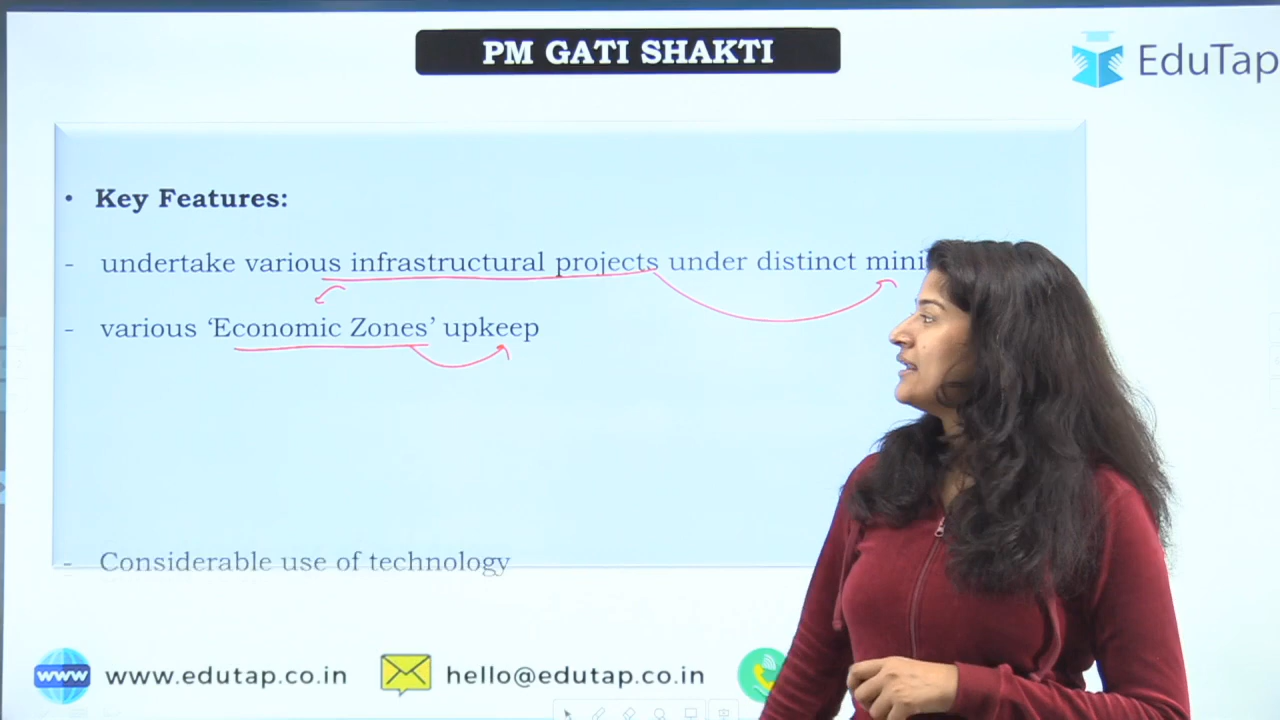 PM GATI SHAKTI
EduTap
• Key Features:
- undertake various infrastructural projects under distinct
- various ‘Economic Zones’ upkeep
- Considerable use of technology
www
www.edutap.co.in
hello@edutap.co.in